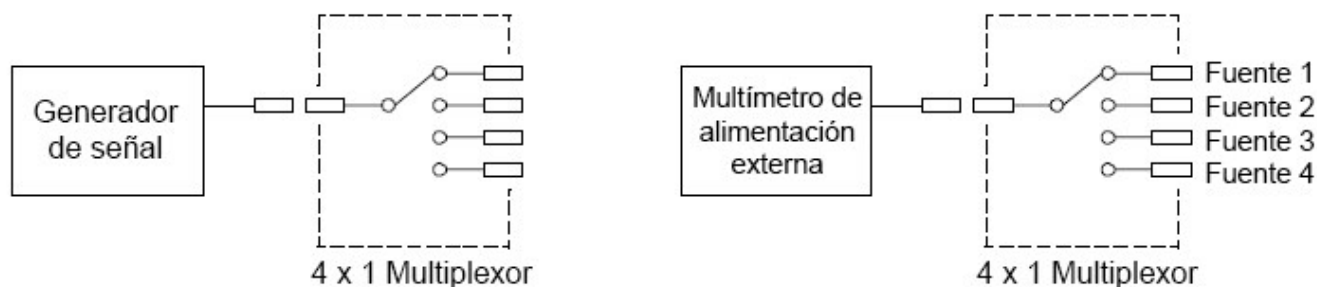 Generador
de señal
4 x 1 Multiplexor
Multímetro de
alimentación
externa
Fuente 1
Fuente 2
Fuente 3
Fuente 4
4 x 1 Multiplexor